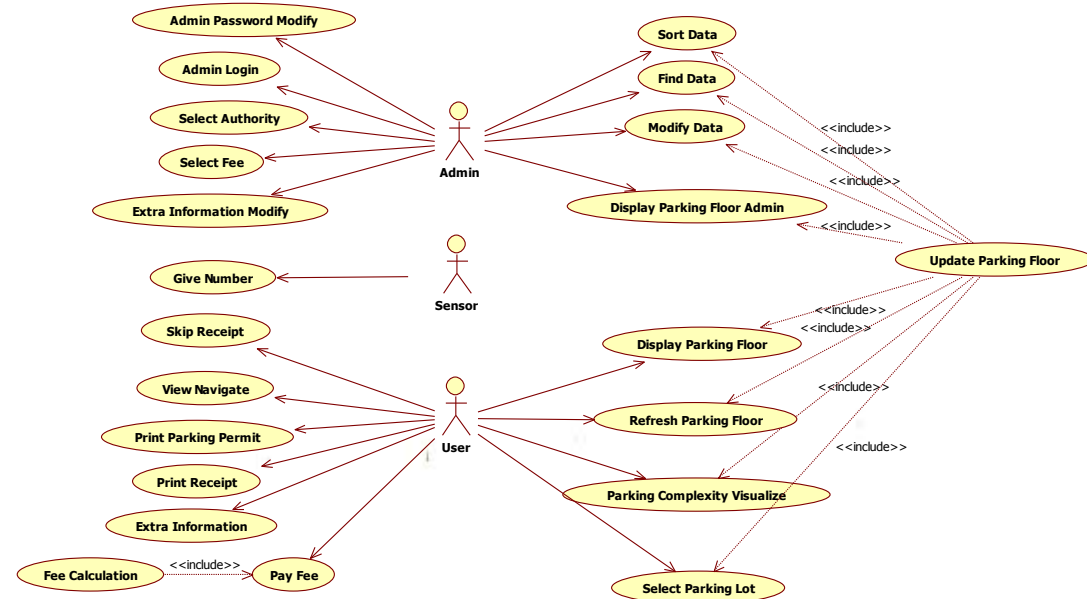 Admin Password Modify
Sort Data
Admin Login
Find Data
Select Authority
Modify Data
<<include>>
<<include>>
Select Fee
Admin
<<include>>
Extra Information Modify
Display Parking Floor Admin
<<include>>
Update Parking Floor
Give Number
Sensor
<<include>>
Skip Receipt
<<include>>
Display Parking Floor
View Navigate
<<include>>
Refresh Parking Floor
Print Parking Permit
User
<<include>>
Print Receipt
Parking Complexity Visualize
Extra Information
<<include>>
Fee Calculation
Pay Fee
Select Parking Lot